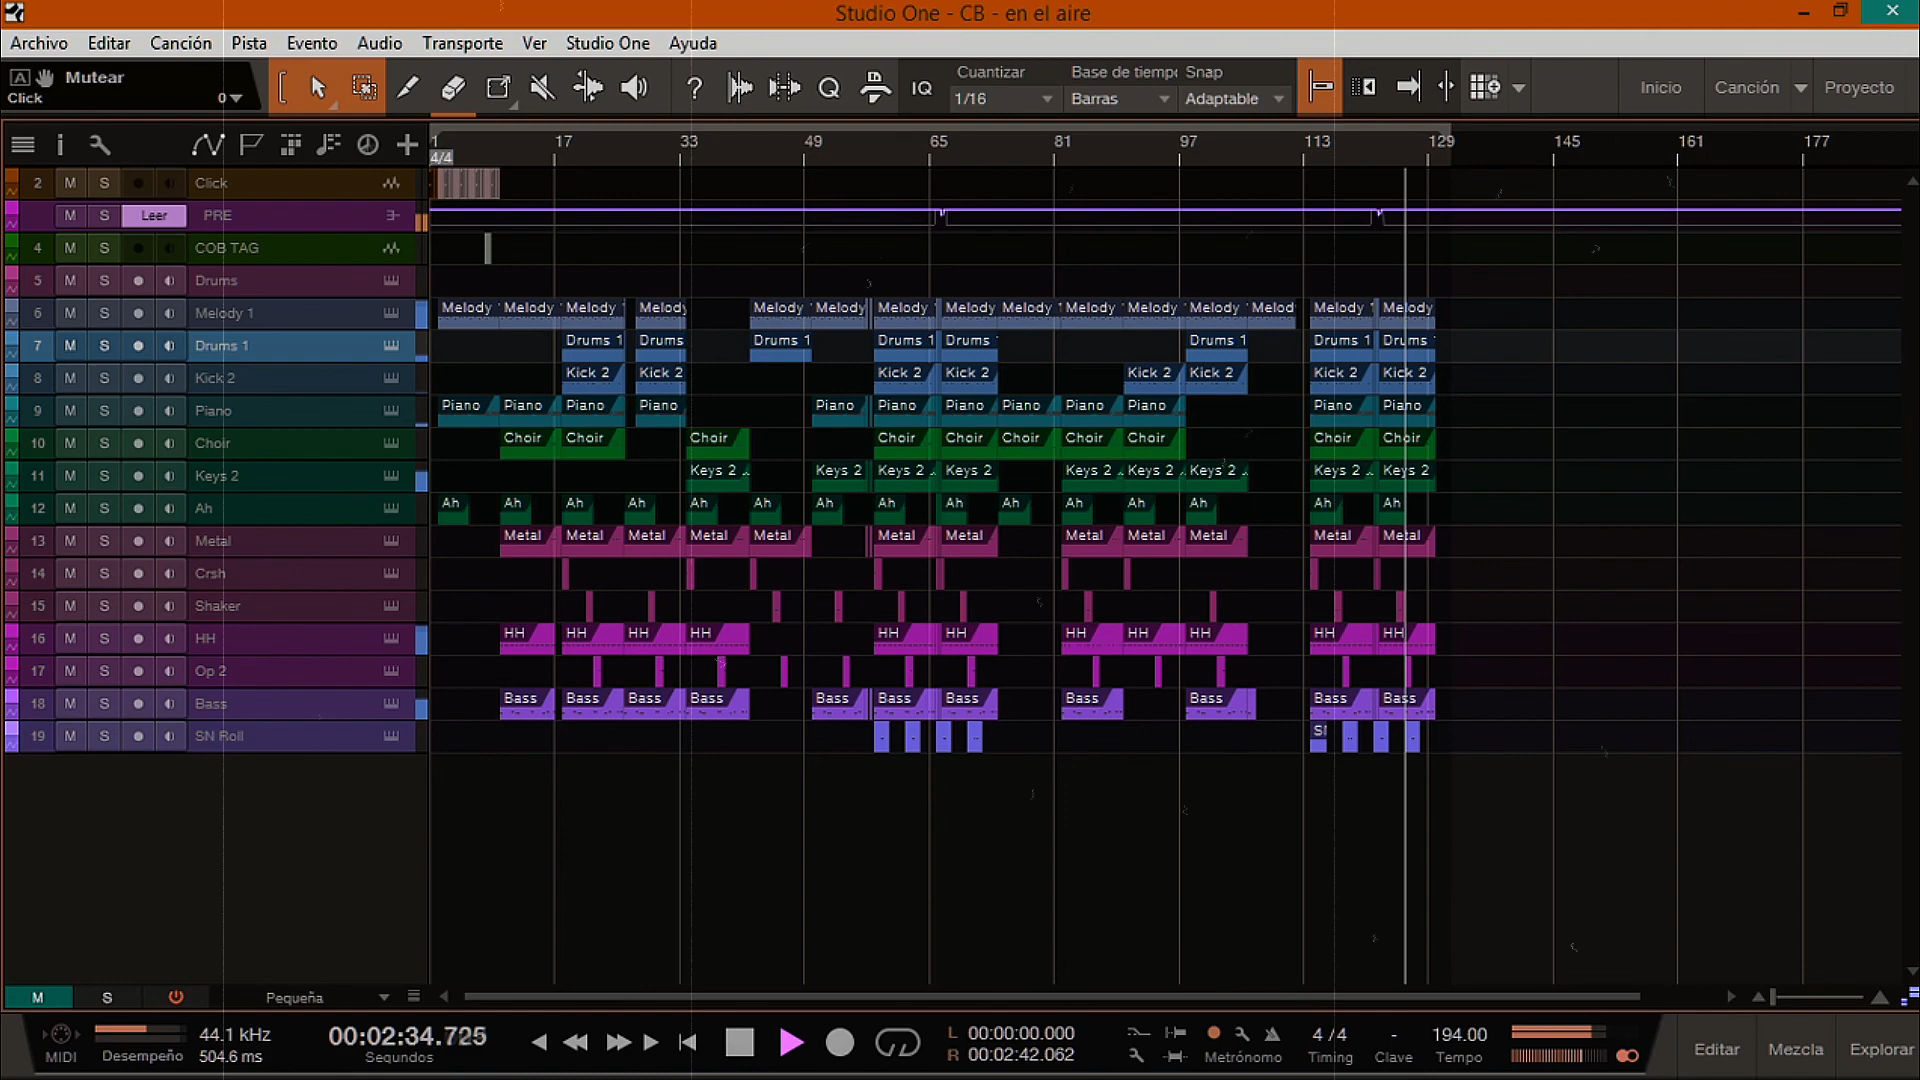 Studio One - CB - en el aire
Archivo Editar Canción Pista Evento Audio Transporte Ver Studio One Ayuda
A Mutear
Click 0
? Q IQ
Cuantizar Base de tiempo Snap
1/16 Barras Adaptable
Inicio Canción Proyecto
1 17 33 49 65 81 97 113 129 145 161 177
4/4
2 M S Click
M S Leer PRE
4 M S COB TAG
5 M S Drums
6 M S Melody 1 Melody Melody Melody Melody Melody Melody Melody Melody Melody Melody Melody Melody Melod Melody Melody
7 M S Drums 1 Drums 1 Drums Drums 1 Drums 1 Drums Drums 1 Drums 1 Drums
8 M S Kick 2 Kick 2 Kick 2 Kick 2 Kick 2 Kick 2 Kick 2 Kick 2 Kick 2
9 M S Piano Piano Piano Piano Piano Piano Piano Piano Piano Piano Piano Piano Piano
10 M S Choir Choir Choir Choir Choir Choir Choir Choir Choir Choir Choir
11 M S Keys 2 Keys 2 Keys 2 Keys 2 Keys 2 Keys 2 Keys 2 Keys 2 Keys 2 Keys 2
12 M S Ah Ah Ah Ah Ah Ah Ah Ah Ah Ah Ah Ah Ah Ah Ah Ah
13 M S Metal Metal Metal Metal Metal Metal Metal Metal Metal Metal Metal Metal Metal
14 M S Crsh
15 M S Shaker
16 M S HH HH HH HH HH HH HH HH HH HH HH HH
17 M S Op 2
18 M S Bass Bass Bass Bass Bass Bass Bass Bass Bass Bass Bass Bass
19 M S SN Roll
M S Pequeña
MIDI
44.1 kHz
Desempeño 504.6 ms
00:02:34.725
Segundos
L 00:00:00.000
R 00:02:42.062
Metrónomo
4 / 4
Timing
-
Clave
194.00
Tempo
Editar Mezcla Explorar